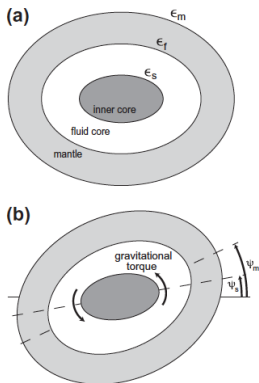 (a)
ϵm
ϵf
ϵs
inner core
fluid core
mantle
(b)
gravitational
torque
ψm
ψs